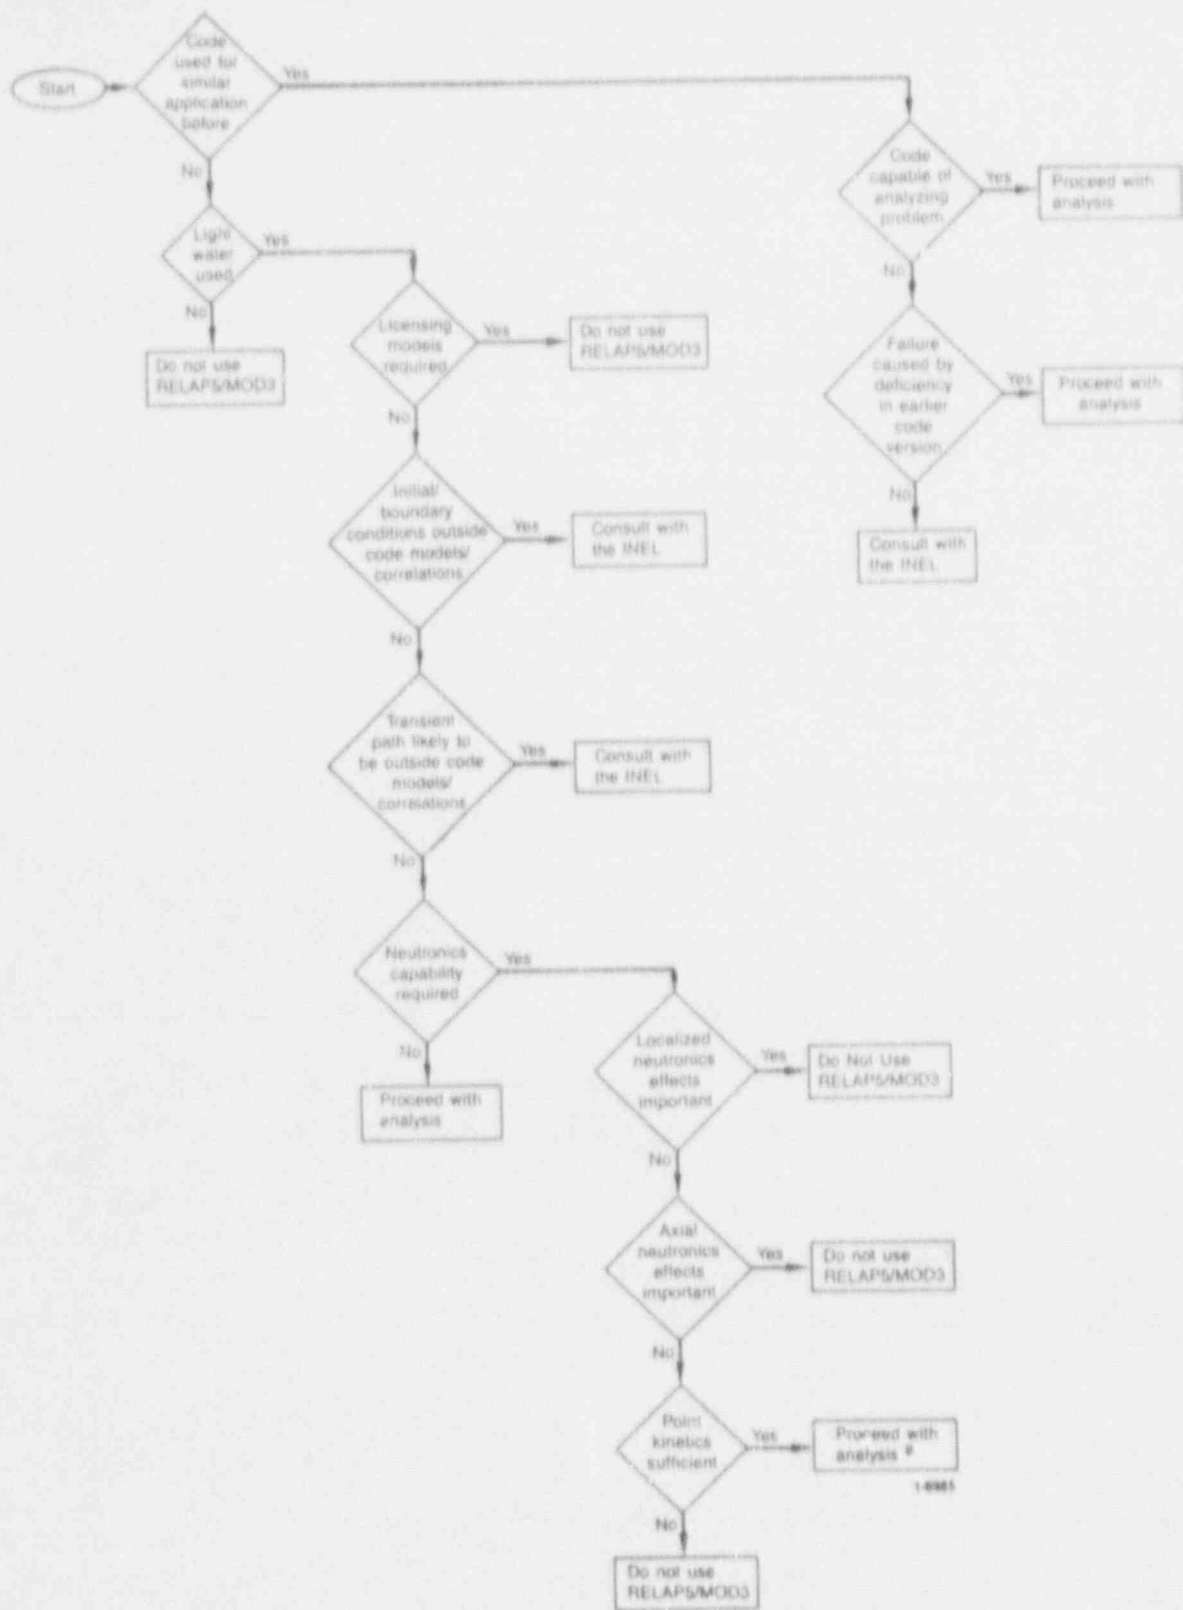 Start
Code
used for
similar
application
before
Yes
No
Code
capable of
analyzing
problem
Yes
Proceed with
analysis
No
Light
water
used
Yes
No
Do not use
RELAP5/MOD3
Licensing
models
required
Yes
Do not use
RELAP5/MOD3
No
Failure
caused by
deficiency
in earlier
code
version
Yes
Proceed with
analysis
No
Consult with
the INEL
Initial/
boundary
conditions outside
code models/
correlations
Yes
Consult with
the INEL
No
Transient
path likely to
be outside code
models/
correlations
Yes
Consult with
the INEL
No
Neutronics
capability
required
Yes
No
Proceed with
analysis
Localized
neutronics
effects
important
Yes
Do Not Use
RELAP5/MOD3
No
Axial
neutronics
effects
important
Yes
Do not use
RELAP5/MOD3
No
Point
kinetics
sufficient
Yes
Proceed with
analysis
No
Do not use
RELAP5/MOD3